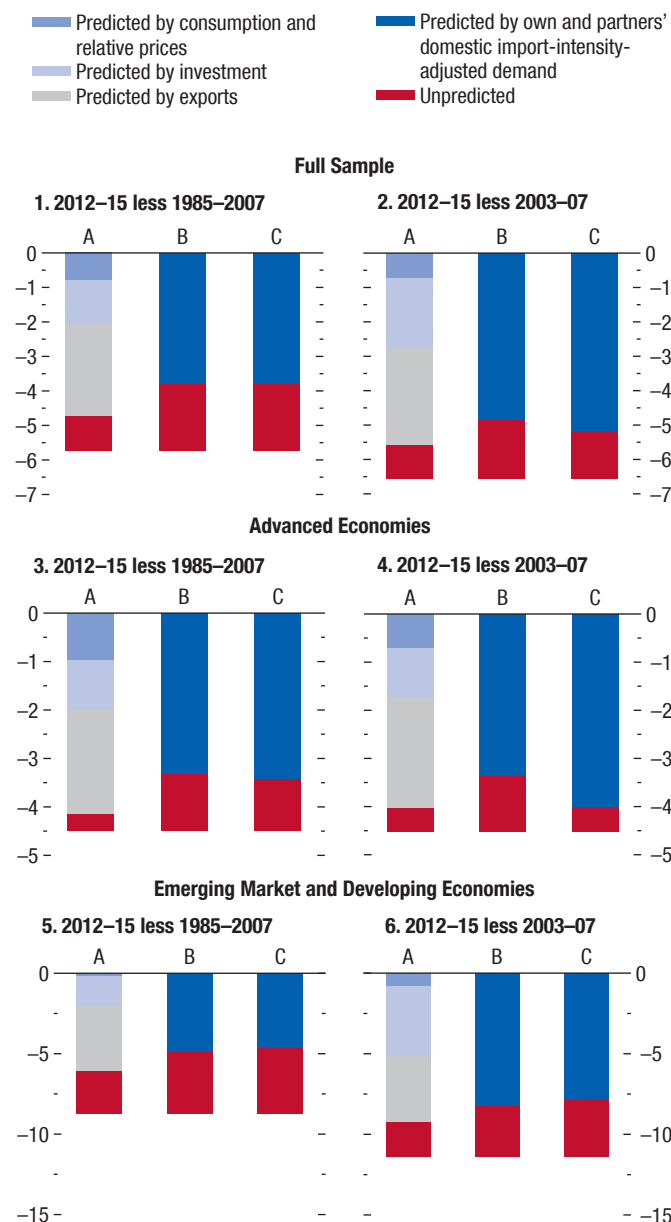 Predicted by consumption and
relative prices
Predicted by investment
Predicted by exports
Predicted by own and partners’
domestic import-intensity-
adjusted demand
Unpredicted
Full Sample
1. 2012–15 less 1985–2007
A B C
0
–1
–2
–3
–4
–5
–6
–7
2. 2012–15 less 2003–07
A B C
0
–1
–2
–3
–4
–5
–6
–7
Advanced Economies
3. 2012–15 less 1985–2007
A B C
0
–1
–2
–3
–4
–5
4. 2012–15 less 2003–07
A B C
0
–1
–2
–3
–4
–5
Emerging Market and Developing Economies
5. 2012–15 less 1985–2007
A B C
0
–5
–10
–15
6. 2012–15 less 2003–07
A B C
0
–5
–10
–15